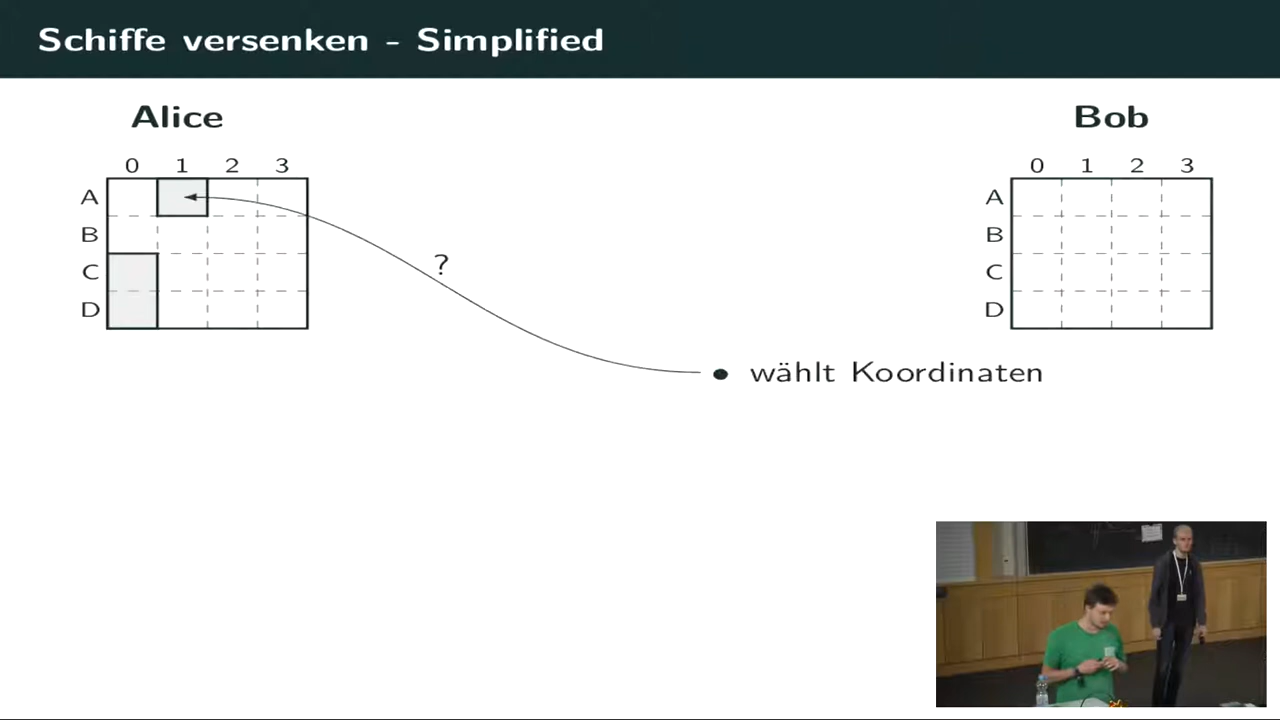 Schiffe versenken - Simplified
Alice
0 1 2 3
A
B
C
D
?
Bob
0 1 2 3
A
B
C
D
• wählt Koordinaten